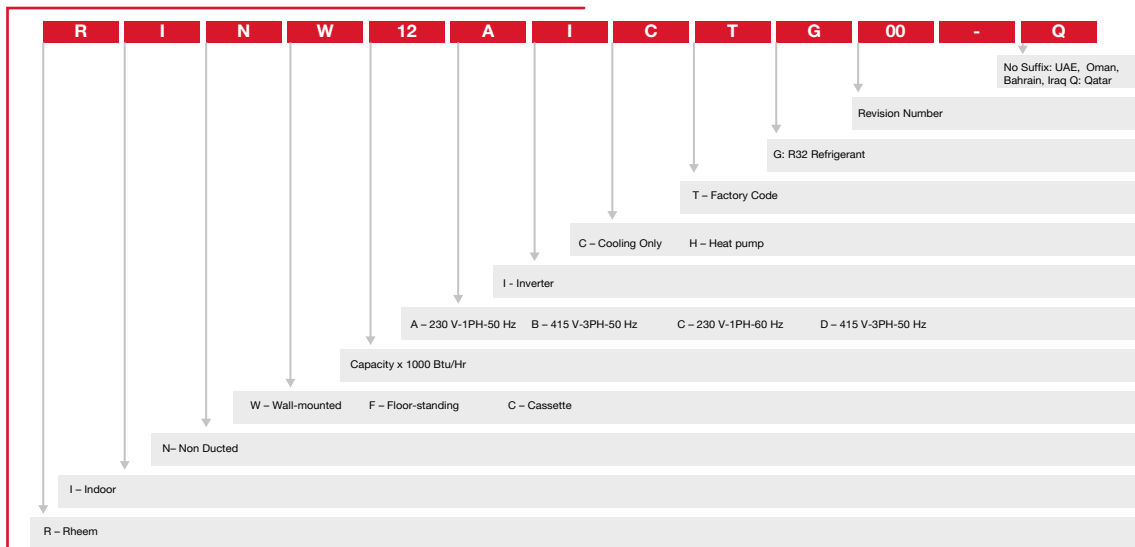 R I N W 12 A I C T G 00 - Q
No Suffix: UAE, Oman,
Bahrain, Iraq Q: Qatar
Revision Number
G: R32 Refrigerant
T – Factory Code
C – Cooling Only H – Heat pump
I - Inverter
A – 230 V-1PH-50 Hz B – 415 V-3PH-50 Hz C – 230 V-1PH-60 Hz D – 415 V-3PH-50 Hz
Capacity x 1000 Btu/Hr
W – Wall-mounted F – Floor-standing C – Cassette
N– Non Ducted
I – Indoor
R – Rheem